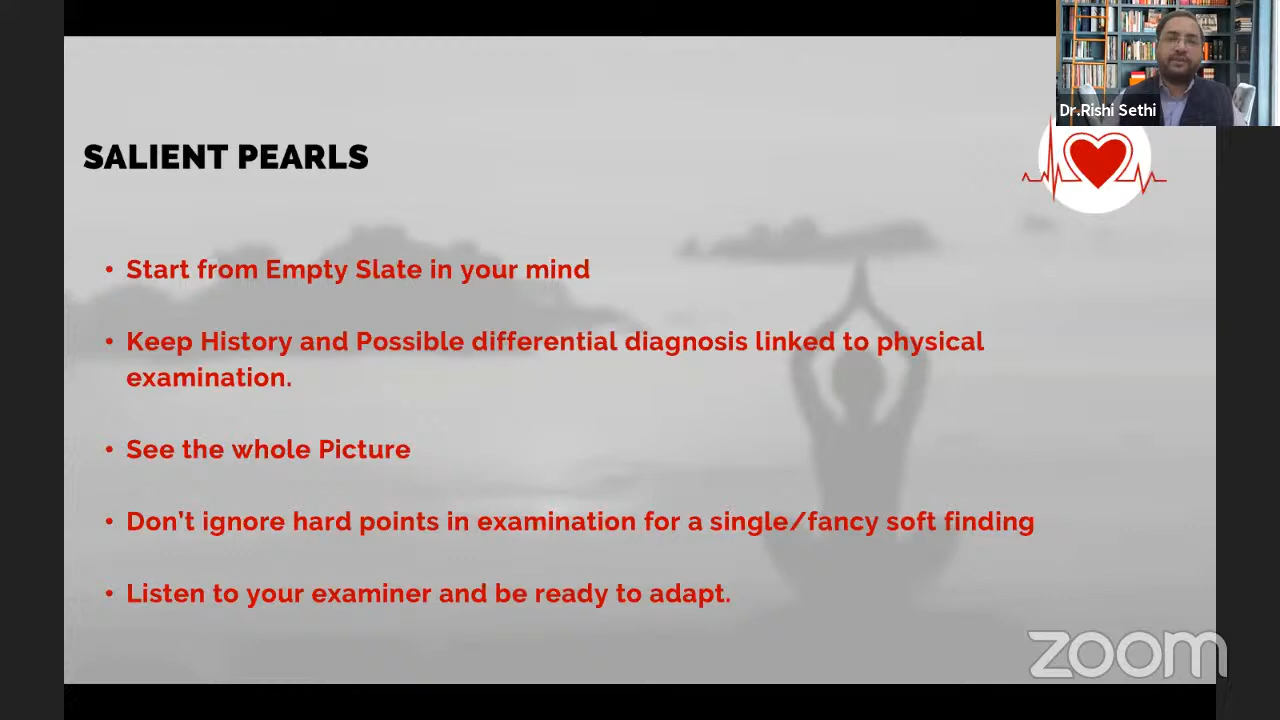 Dr.Rishi Sethi
SALIENT PEARLS
• Start from Empty Slate in your mind
• Keep History and Possible differential diagnosis linked to physical
examination.
• See the whole Picture
• Don't ignore hard points in examination for a single/fancy soft finding
• Listen to your examiner and be ready to adapt.
zoom